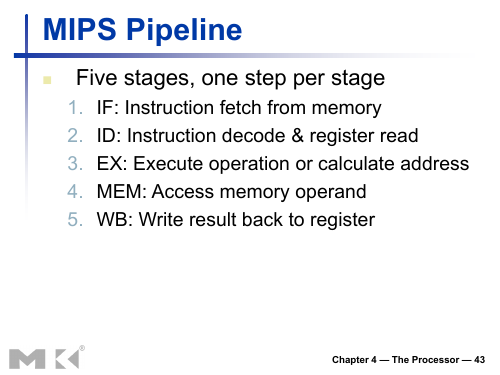 MIPS Pipeline
Five stages, one step per stage
1. IF: Instruction fetch from memory
2. ID: Instruction decode & register read
3. EX: Execute operation or calculate address
4. MEM: Access memory operand
5. WB: Write result back to register
MK®
Chapter 4 — The Processor — 43